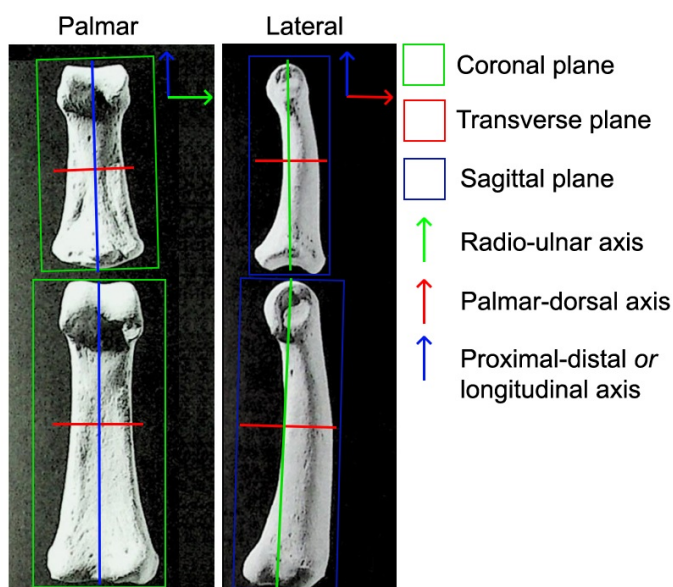 Palmar
Lateral
Coronal plane
Transverse plane
Sagittal plane
Radio-ulnar axis
Palmar-dorsal axis
Proximal-distal or
longitudinal axis